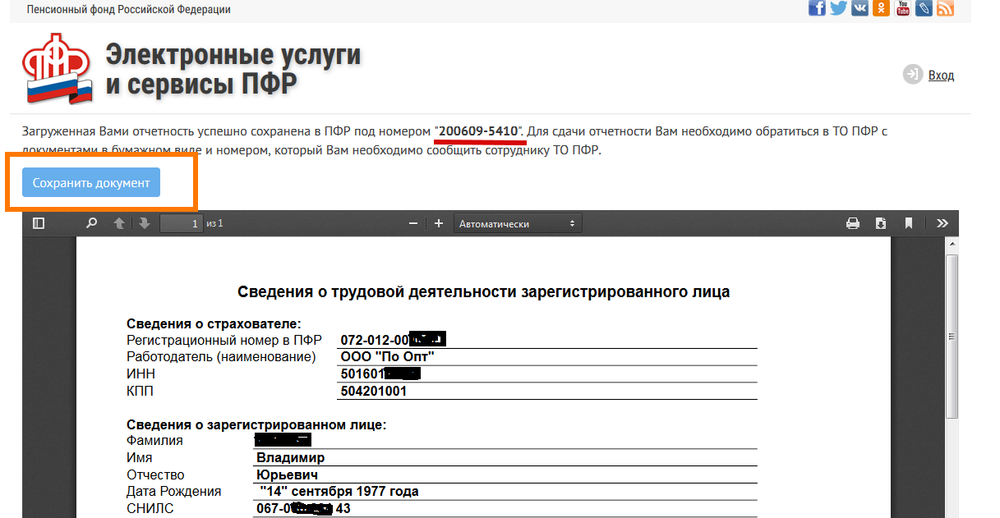 Пенсионный фонд Российской Федерации
Электронные услуги
и сервисы ПФР
Вход
Загруженная Вами отчетность успешно сохранена в ПФР под номером "200609-5410". Для сдачи отчетности Вам необходимо обратиться в ТО ПФР с
документами в бумажном виде и номером, который Вам необходимо сообщить сотруднику ТО ПФР.
Сохранить документ
1 из 1
Автоматически
Сведения о трудовой деятельности зарегистрированного лица
Сведения о страхователе:
Регистрационный номер в ПФР 072-012-00
Работодатель (наименование) ООО "По Опт"
ИНН 501601
КПП 504201001
Сведения о зарегистрированном лице:
Фамилия
Имя Владимир
Отчество Юрьевич
Дата Рождения "14" сентября 1977 года
СНИЛС 067-0 43